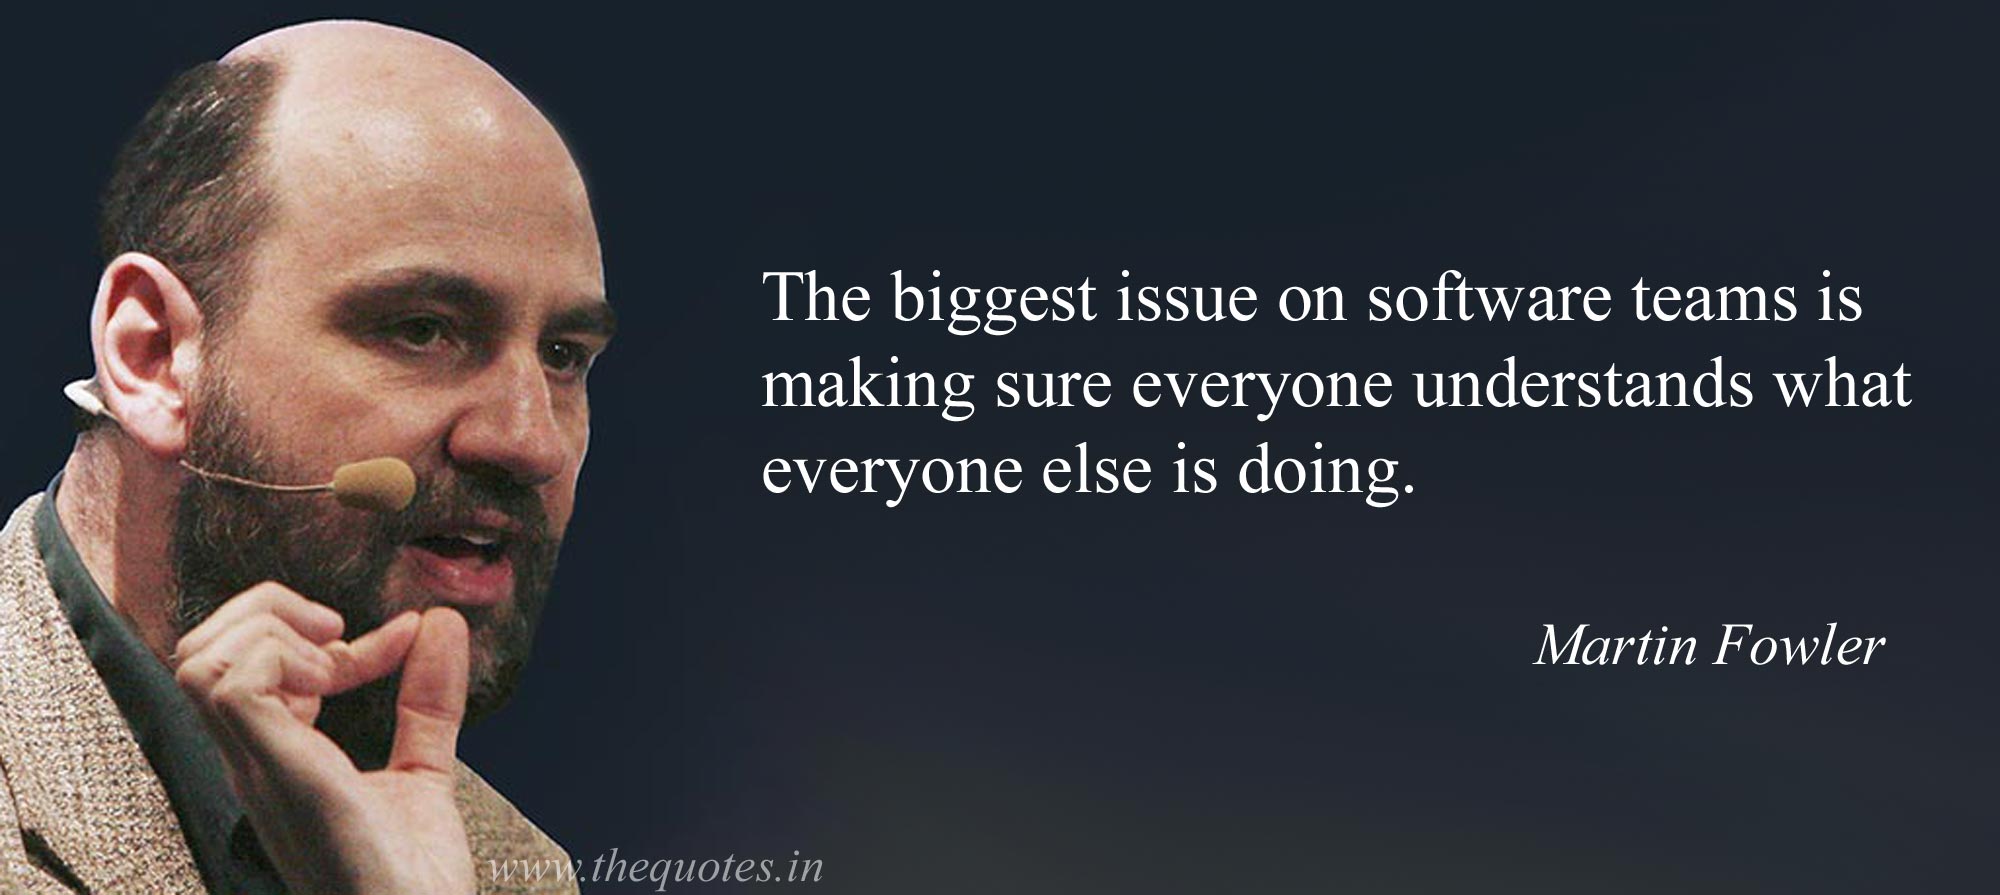 The biggest issue on software teams is
making sure everyone understands what
everyone else is doing.
Martin Fowler
www.thequotes.in